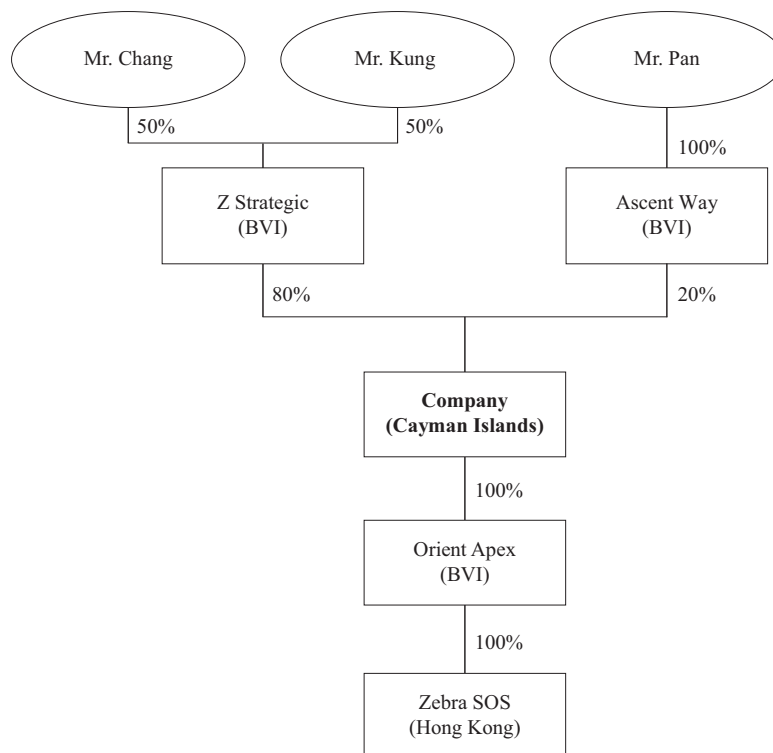 Mr. Chang
Mr. Kung
Mr. Pan
50%
50%
100%
Z Strategic
(BVI)
Ascent Way
(BVI)
80%
20%
Company
(Cayman Islands)
100%
Orient Apex
(BVI)
100%
Zebra SOS
(Hong Kong)